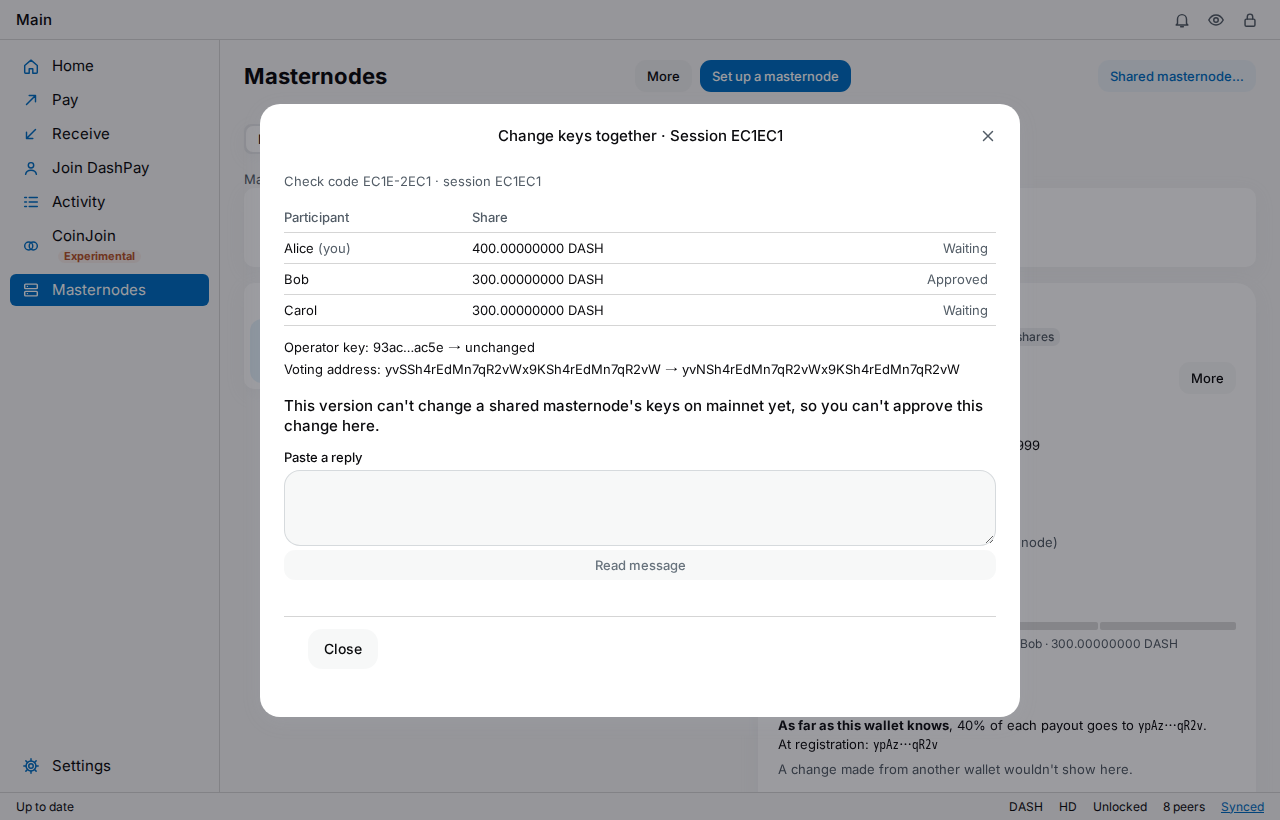 Main
Home
Pay
Receive
Join DashPay
Activity
CoinJoin
Experimental
Masternodes
Settings
Masternodes
More
Set up a masternode
Shared masternode...
Change keys together · Session EC1EC1
Check code EC1E-2EC1 · session EC1EC1
Participant Share
Alice (you) 400.00000000 DASH Waiting
Bob 300.00000000 DASH Approved
Carol 300.00000000 DASH Waiting
Operator key: 93ac...ac5e → unchanged
Voting address: yvSSh4rEdMn7qR2vWx9KSh4rEdMn7qR2vW → yvNSh4rEdMn7qR2vWx9KSh4rEdMn7qR2vW
This version can't change a shared masternode's keys on mainnet yet, so you can't approve this
change here.
Paste a reply
Read message
Close
shares
More
999
node)
Bob · 300.00000000 DASH
As far as this wallet knows, 40% of each payout goes to ypAz···qR2v.
At registration: ypAz···qR2v
A change made from another wallet wouldn't show here.
Up to date
DASH HD Unlocked 8 peers Synced